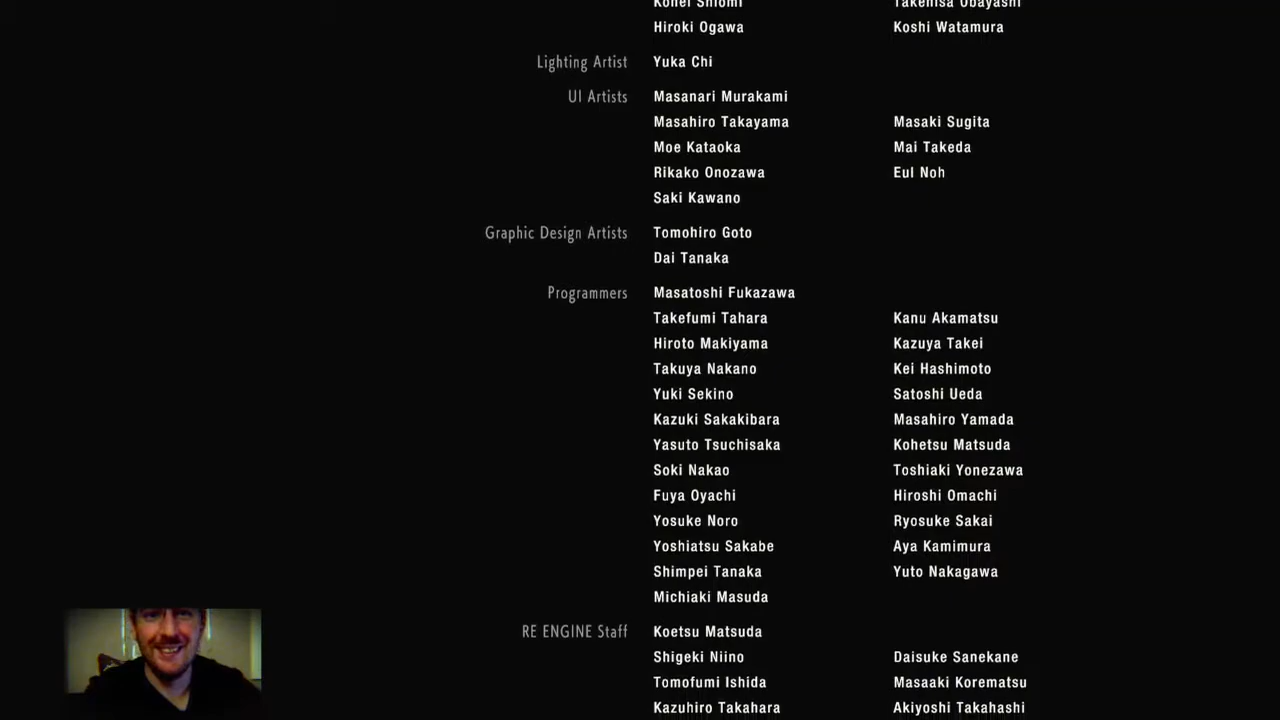 Kohei Shiomi Takehisa Obayashi
Hiroki Ogawa Koshi Watamura
Lighting Artist Yuka Chi
UI Artists Masanari Murakami
Masahiro Takayama Masaki Sugita
Moe Kataoka Mai Takeda
Rikako Onozawa Eul Noh
Saki Kawano
Graphic Design Artists Tomohiro Goto
Dai Tanaka
Programmers Masatoshi Fukazawa
Takefumi Tahara Kanu Akamatsu
Hiroto Makiyama Kazuya Takei
Takuya Nakano Kei Hashimoto
Yuki Sekino Satoshi Ueda
Kazuki Sakakibara Masahiro Yamada
Yasuto Tsuchisaka Kohetsu Matsuda
Soki Nakao Toshiaki Yonezawa
Fuya Oyachi Hiroshi Omachi
Yosuke Noro Ryosuke Sakai
Yoshiatsu Sakabe Aya Kamimura
Shimpei Tanaka Yuto Nakagawa
Michiaki Masuda
RE ENGINE Staff Koetsu Matsuda
Shigeki Niino Daisuke Sanekane
Tomofumi Ishida Masaaki Korematsu
Kazuhiro Takahara Akiyoshi Takahashi